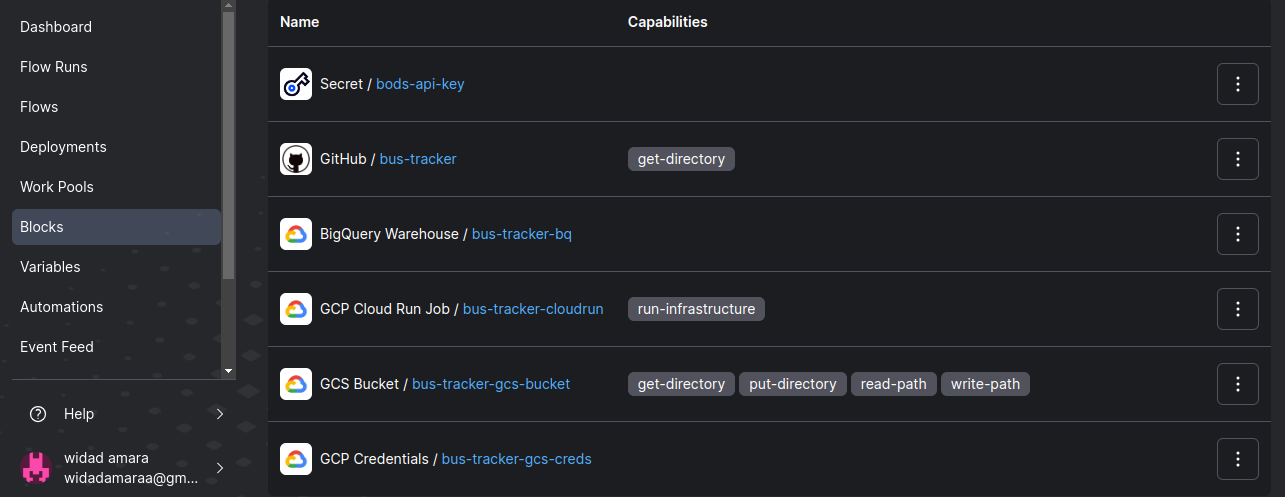 Dashboard
Flow Runs
Flows
Deployments
Work Pools
Blocks
Variables
Automations
Event Feed
Help
widad amara
widadamaraa@gm...
Name Capabilities
Secret / bods-api-key
GitHub / bus-tracker get-directory
BigQuery Warehouse / bus-tracker-bq
GCP Cloud Run Job / bus-tracker-cloudrun run-infrastructure
GCS Bucket / bus-tracker-gcs-bucket get-directory put-directory read-path write-path
GCP Credentials / bus-tracker-gcs-creds